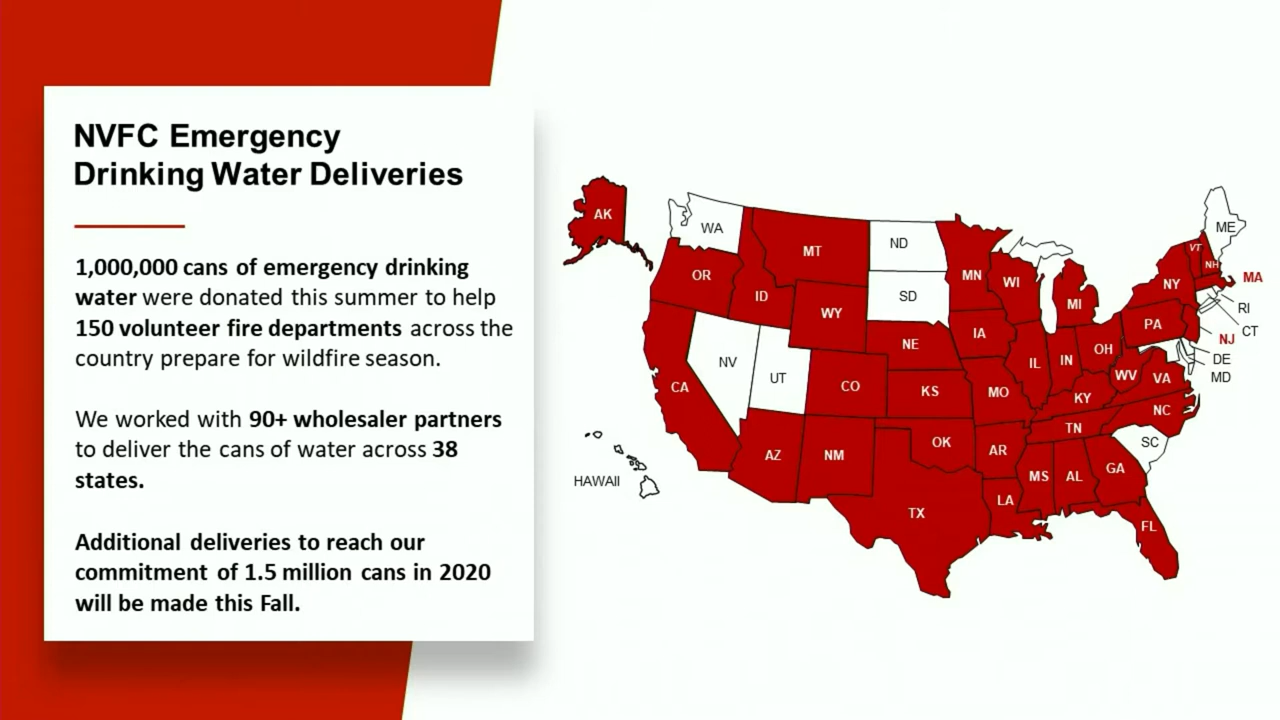 NVFC Emergency
Drinking Water Deliveries
1,000,000 cans of emergency drinking
water were donated this summer to help
150 volunteer fire departments across the
country prepare for wildfire season.
We worked with 90+ wholesaler partners
to deliver the cans of water across 38
states.
Additional deliveries to reach our
commitment of 1.5 million cans in 2020
will be made this Fall.
AK
WA
MT
ND
MN
ME
VT
NH
OR
ID
SD
WI
MI
NY
MA
WY
RI
IA
PA
CT
NJ
NE
NV
UT
CO
IL
IN
OH
DE
MD
CA
KS
MO
WV
VA
KY
NC
TN
AZ
NM
OK
AR
SC
MS
AL
GA
HAWAII
LA
TX
FL